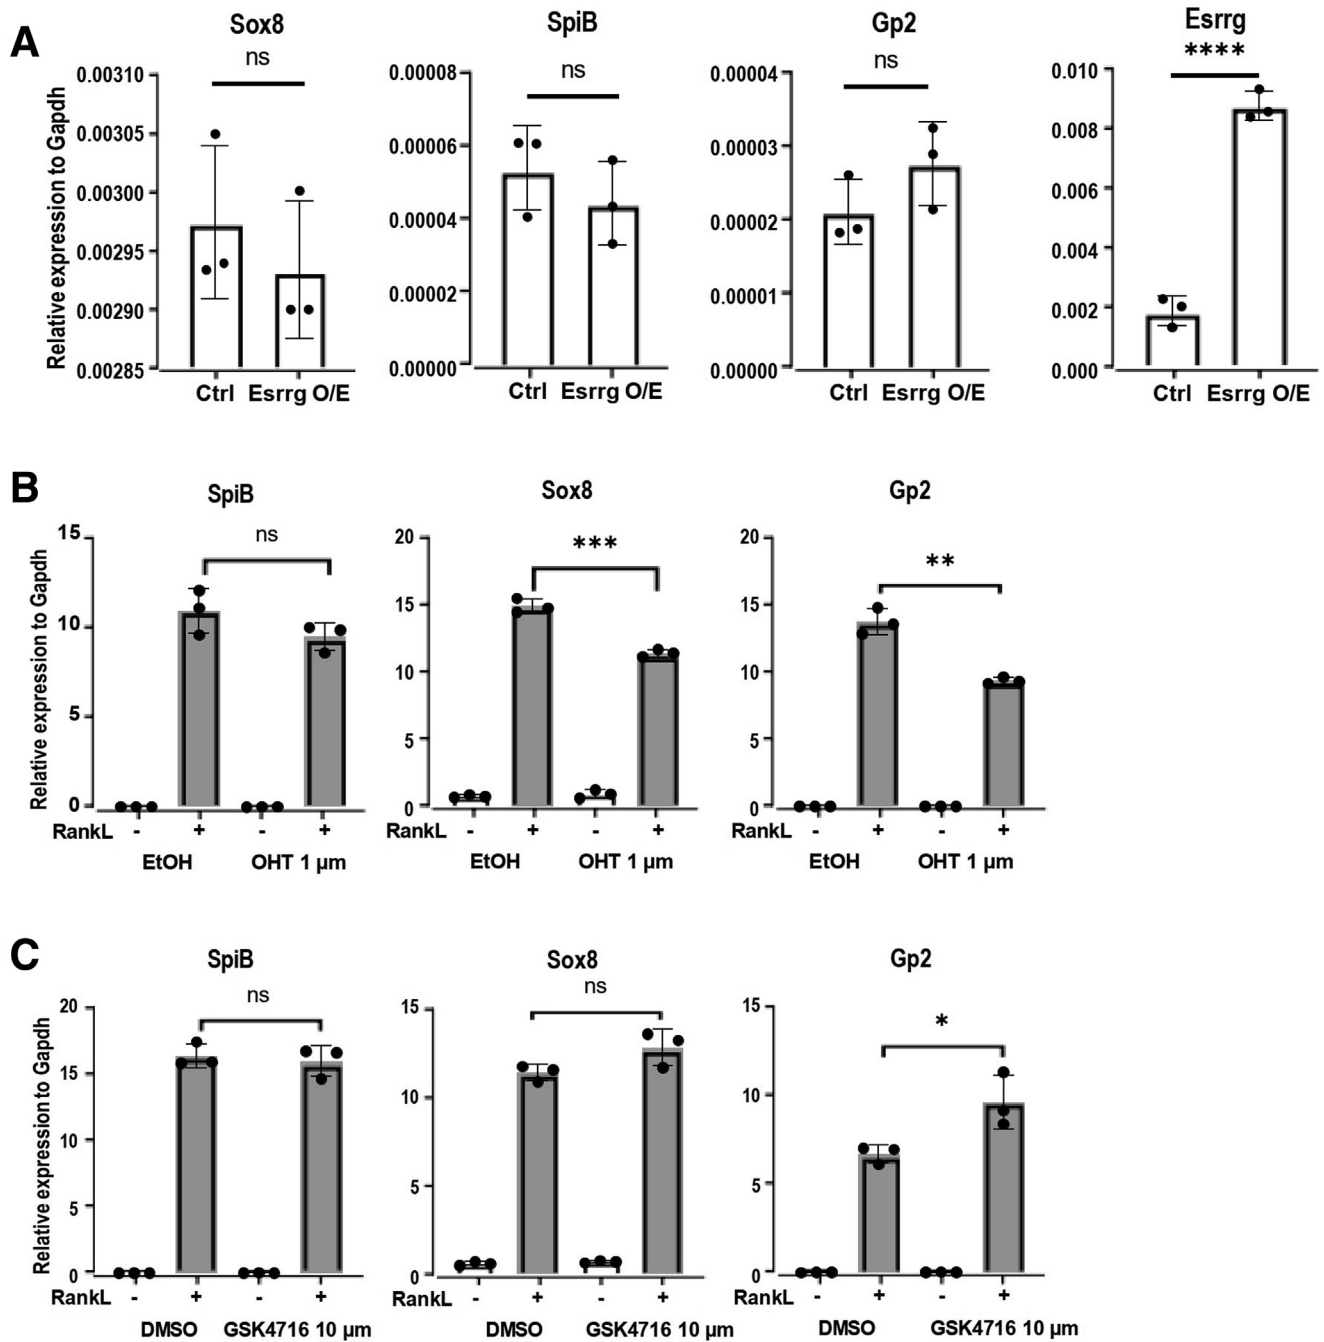 A
Sox8 SpiB Gp2 Esrrg
ns ns ns ****
Relative expression to Gapdh
0.00310 0.00008 0.00004 0.010
0.00305 0.00006 0.00003 0.008
0.00300 0.00004 0.00002 0.006
0.00295 0.00002 0.00001 0.004
0.00290 0.00000 0.00000 0.002
0.00285 0.000
Ctrl Esrrg O/E Ctrl Esrrg O/E Ctrl Esrrg O/E Ctrl Esrrg O/E
B
SpiB Sox8 Gp2
ns *** **
Relative expression to Gapdh
15 20 20
10 15 15
5 10 10
0 5 5
0 0
RankL - + - + RankL - + - + RankL - + - +
EtOH OHT 1 µm EtOH OHT 1 µm EtOH OHT 1 µm
C
SpiB Sox8 Gp2
ns ns *
Relative expression to Gapdh
20 15 15
15 10 10
10 5 5
5 0 0
0
RankL - + - + RankL - + - + RankL - + - +
DMSO GSK4716 10 µm DMSO GSK4716 10 µm DMSO GSK4716 10 µm